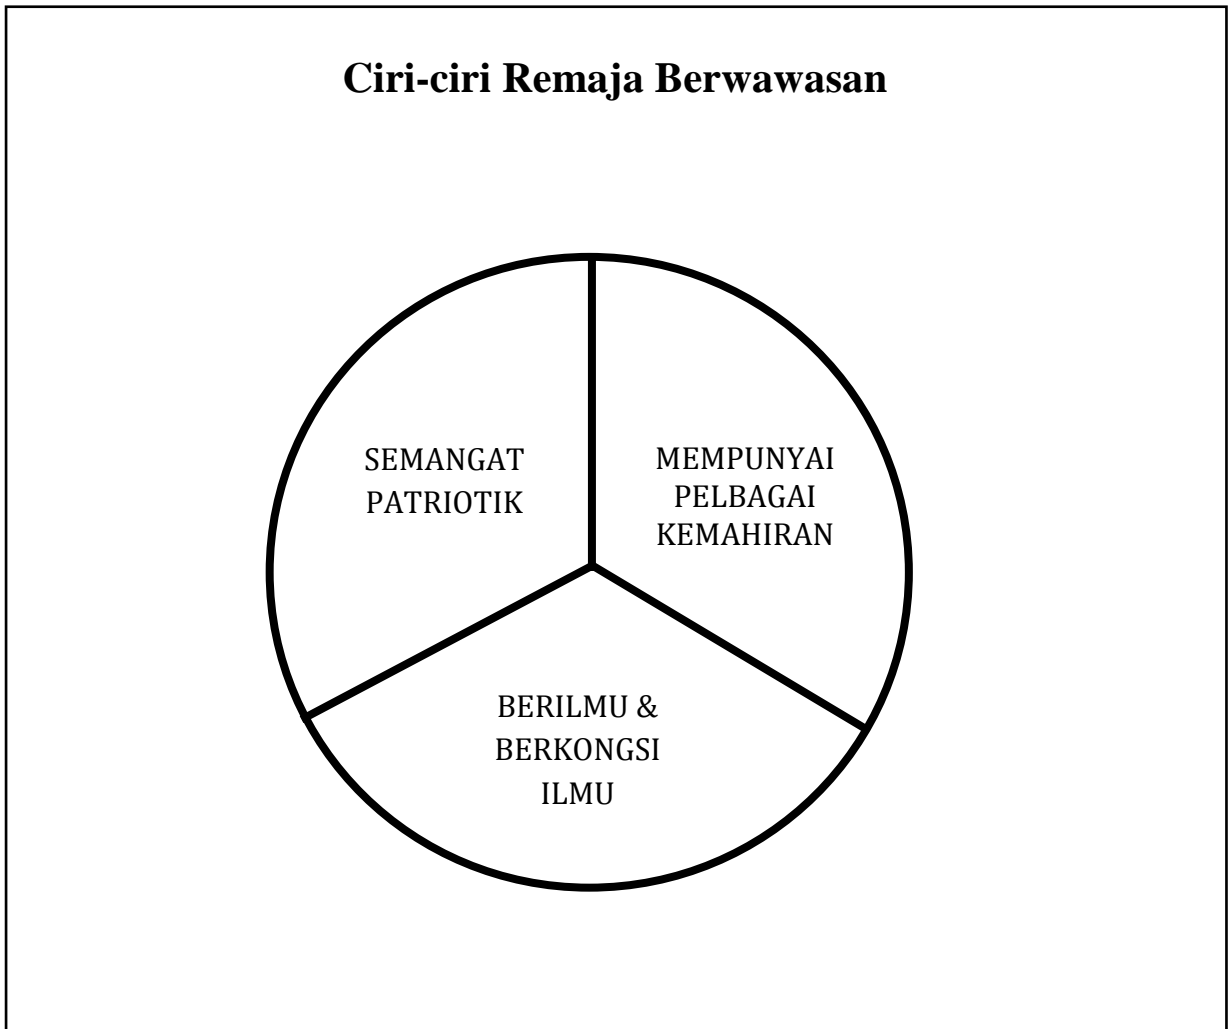 Ciri-ciri Remaja Berwawasan
SEMANGAT
PATRIOTIK
MEMPUNYAI
PELBAGAI
KEMAHIRAN
BERILMU &
BERKONGSI
ILMU